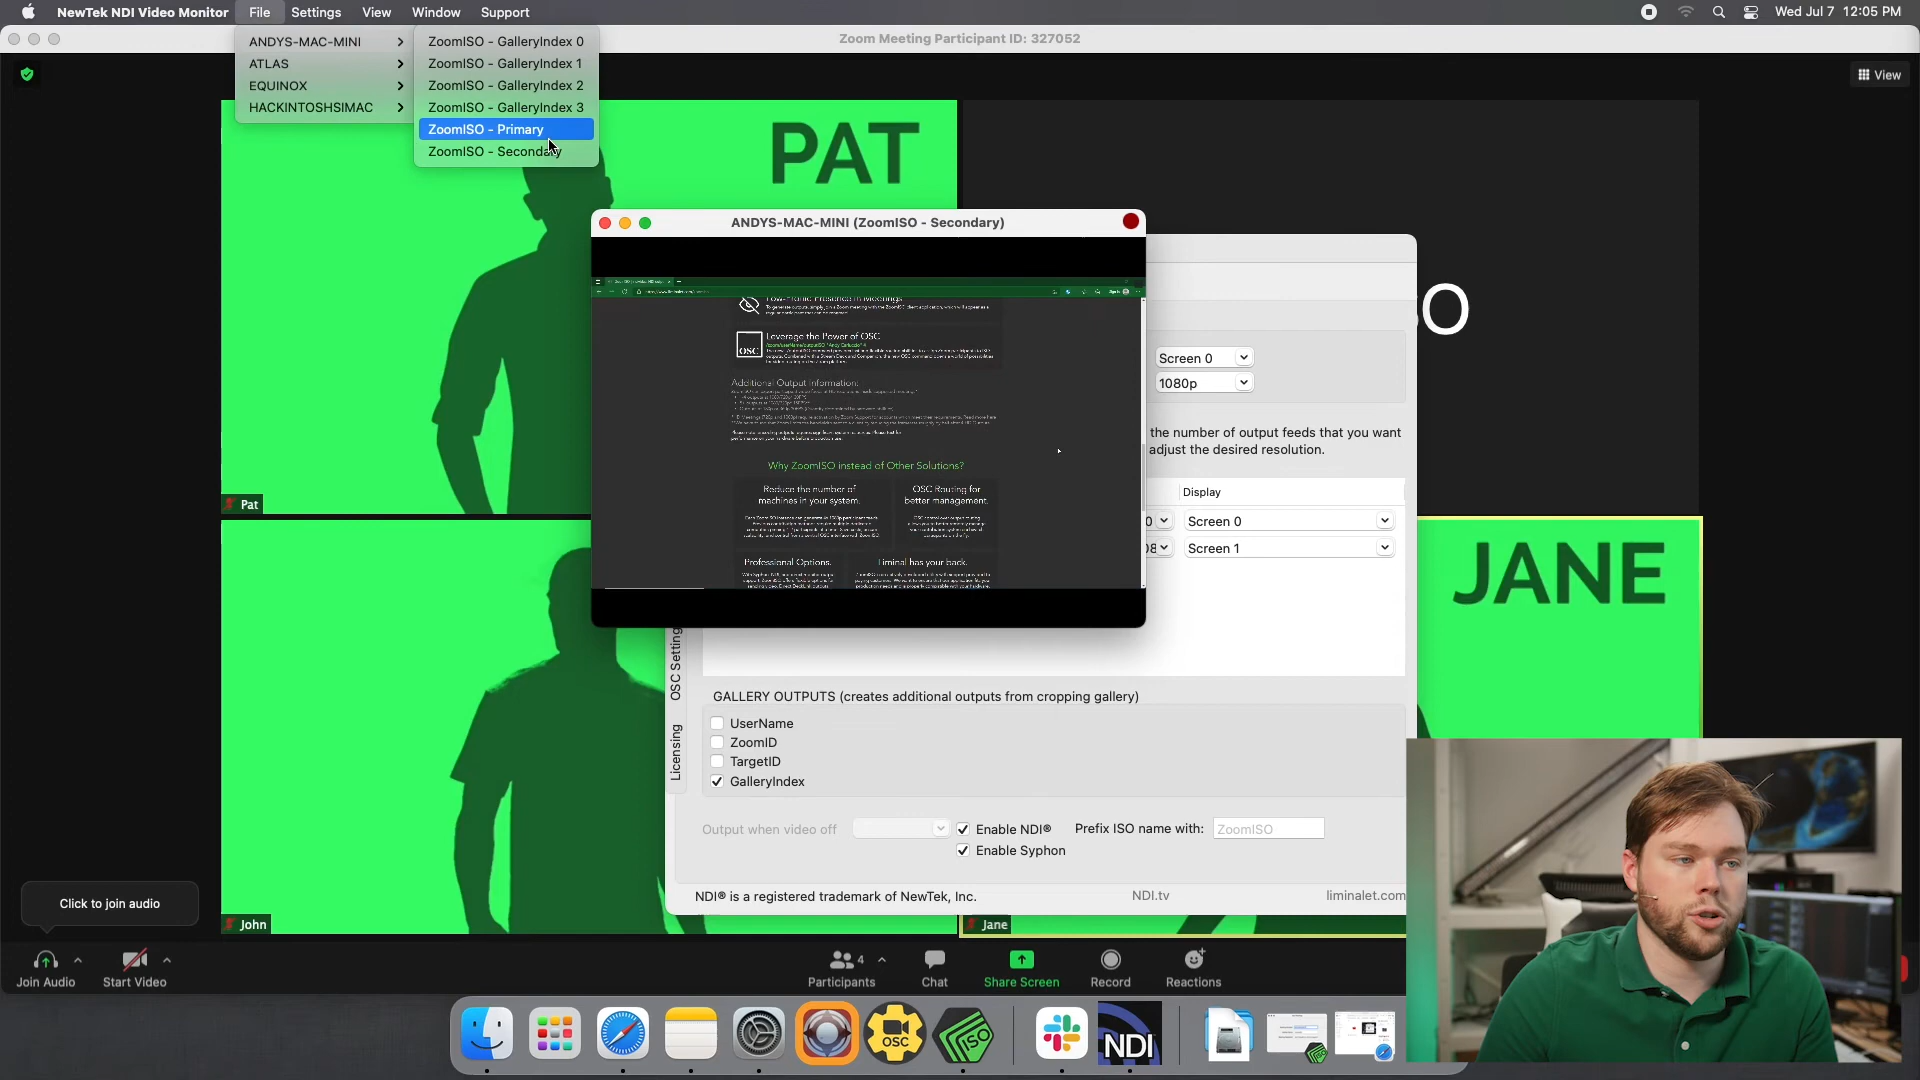 NewTek NDI Video Monitor File Settings View Window Support
Wed Jul 7 12:05 PM
Zoom Meeting Participant ID: 327052
View
ANDYS-MAC-MINI
ATLAS
EQUINOX
HACKINTOSHSIMAC
ZoomISO - GalleryIndex 0
ZoomISO - GalleryIndex 1
ZoomISO - GalleryIndex 2
ZoomISO - GalleryIndex 3
ZoomISO - Primary
ZoomISO - Secondary
PAT
ANDYS-MAC-MINI (ZoomISO - Secondary)
Low-Profile Presence in Meetings
OSC
Leverage the Power of OSC
Additional Output Information:
Why ZoomISO instead of Other Solutions?
Reduce the number of
machines in your system.
OSC Routing for
better management.
Professional Options.
Liminal has your back.
Screen 0
1080p
the number of output feeds that you want
adjust the desired resolution.
Display
Screen 0
Screen 1
O
Pat
JANE
OSC Setting
Licensing
GALLERY OUTPUTS (creates additional outputs from cropping gallery)
UserName
ZoomID
TargetID
GalleryIndex
Output when video off
Enable NDI®
Prefix ISO name with: ZoomISO
Enable Syphon
NDI® is a registered trademark of NewTek, Inc.
NDI.tv
liminalet.com
Click to join audio
John
Jane
Join Audio
Start Video
4
Participants
Chat
Share Screen
Record
Reactions
OSC
ISO
NDI